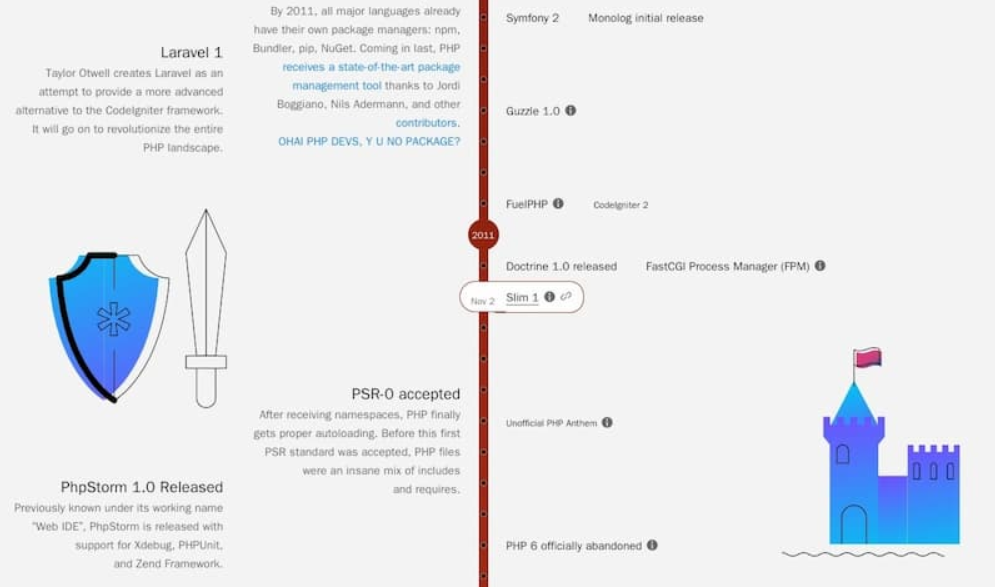 Laravel 1
Taylor Otwell creates Laravel as an
attempt to provide a more advanced
alternative to the CodeIgniter framework.
It will go on to revolutionize the entire
PHP landscape.
PhpStorm 1.0 Released
Previously known under its working name
"Web IDE", PhpStorm is released with
support for Xdebug, PHPUnit,
and Zend Framework.
By 2011, all major languages already
have their own package managers: npm,
Bundler, pip, NuGet. Coming in last, PHP
receives a state-of-the-art package
management tool thanks to Jordi
Boggiano, Nils Adermann, and other
contributors.
OHAI PHP DEVS, Y U NO PACKAGE?
PSR-0 accepted
After receiving namespaces, PHP finally
gets proper autoloading. Before this first
PSR standard was accepted, PHP files
were an insane mix of includes
and requires.
Symfony 2 Monolog initial release
Guzzle 1.0
FuelPHP CodeIgniter 2
2011
Doctrine 1.0 released FastCGI Process Manager (FPM)
Nov 2 Slim 1
Unofficial PHP Anthem
PHP 6 officially abandoned